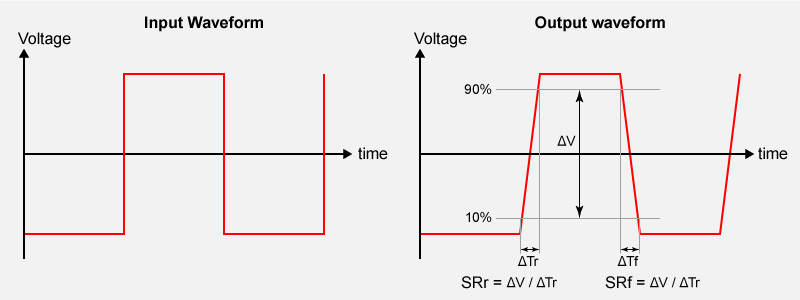 Input Waveform
Voltage
time
Output waveform
Voltage
90%
ΔV
time
10%
ΔTr
ΔTf
SRr = ΔV / ΔTr
SRf = ΔV / ΔTr